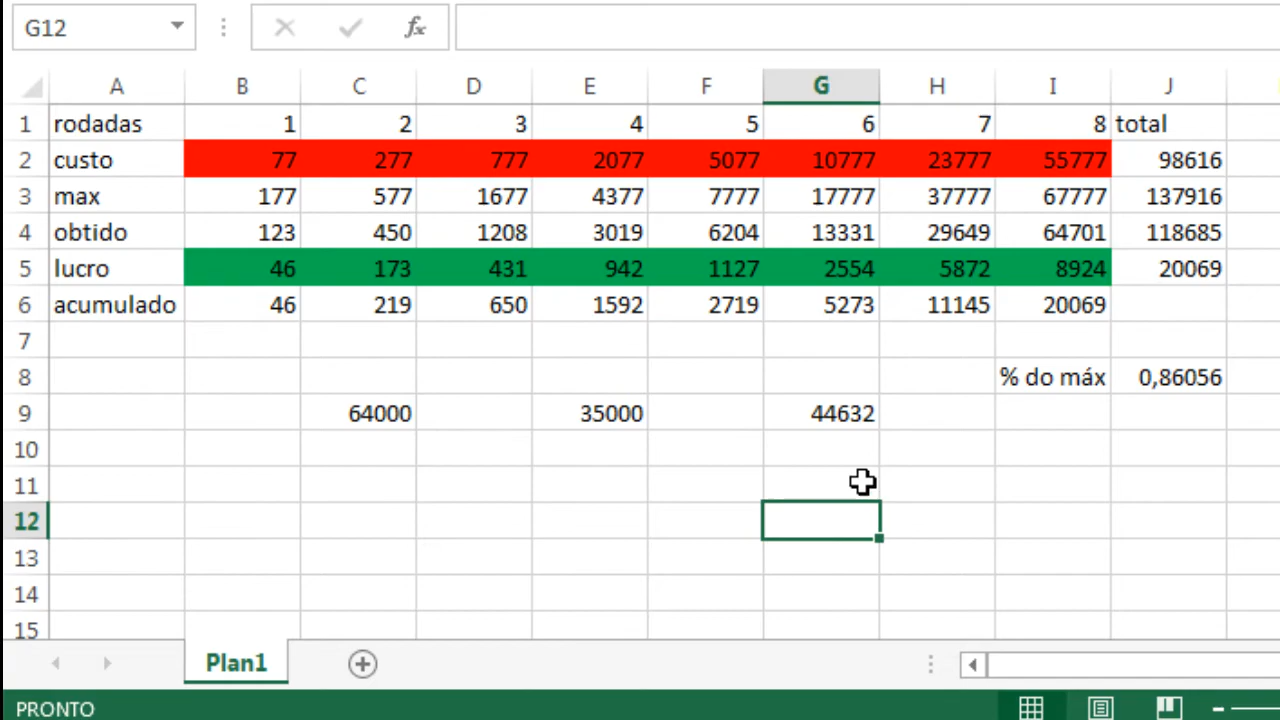 G12 fx
A B C D E F G H I J
1 rodadas 1 2 3 4 5 6 7 8 total
2 custo 77 277 777 2077 5077 10777 23777 55777 98616
3 max 177 577 1677 4377 7777 17777 37777 67777 137916
4 obtido 123 450 1208 3019 6204 13331 29649 64701 118685
5 lucro 46 173 431 942 1127 2554 5872 8924 20069
6 acumulado 46 219 650 1592 2719 5273 11145 20069
7
8 % do máx 0,86056
9 64000 35000 44632
10
11
12
13
14
15
Plan1
PRONTO